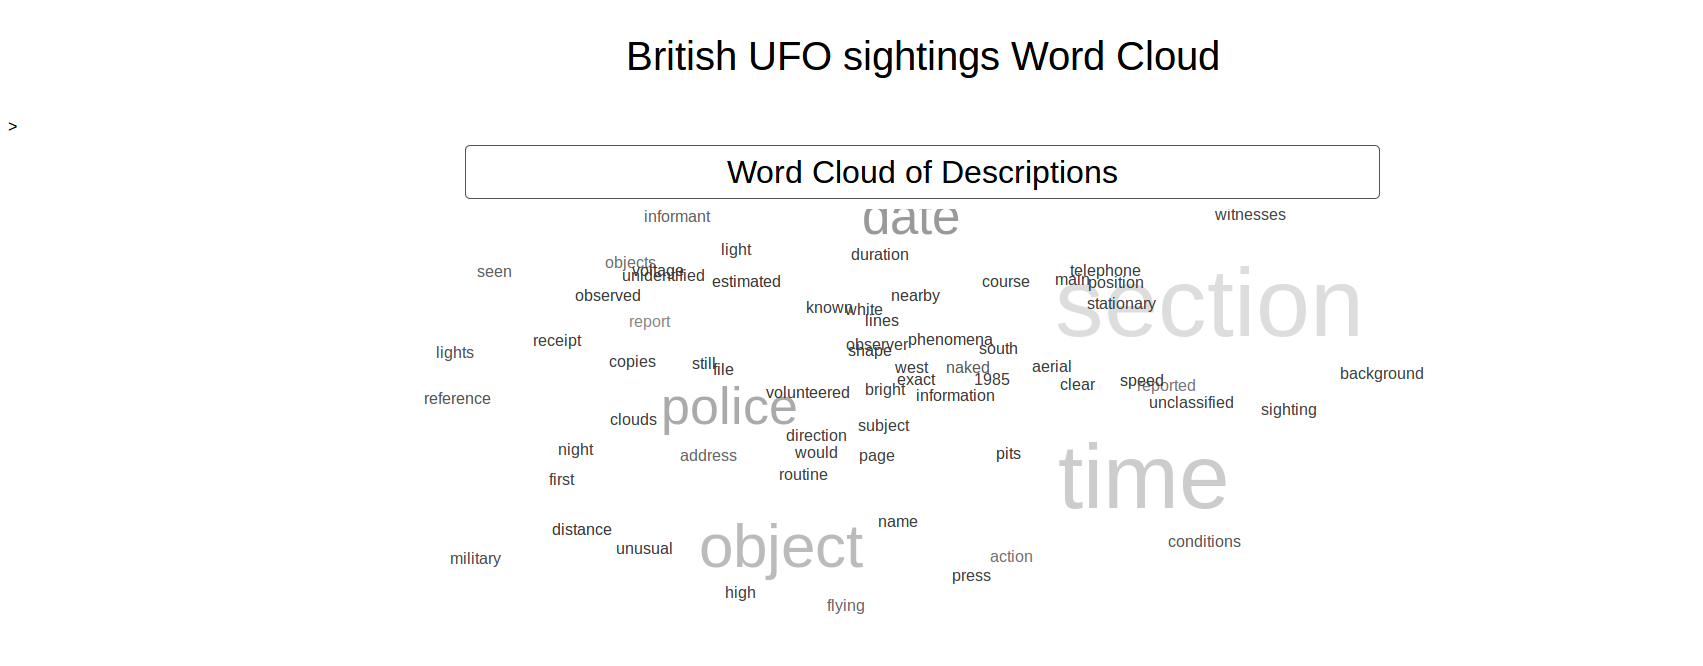 British UFO sightings Word Cloud
>
Word Cloud of Descriptions
informant
date
witnesses
light
duration
objects
seen
voltage
unidentified
telephone
estimated
course
main
position
observed
nearby
section
stationary
known
white
report
lines
receipt
observer
phenomena
shape
south
lights
copies
still
file
west
naked
aerial
background
exact
1985
clear
speed
reported
volunteered
bright
information
reference
police
unclassified
sighting
clouds
subject
direction
night
would
address
page
pits
routine
first
time
name
distance
conditions
unusual
object
military
action
press
high
flying